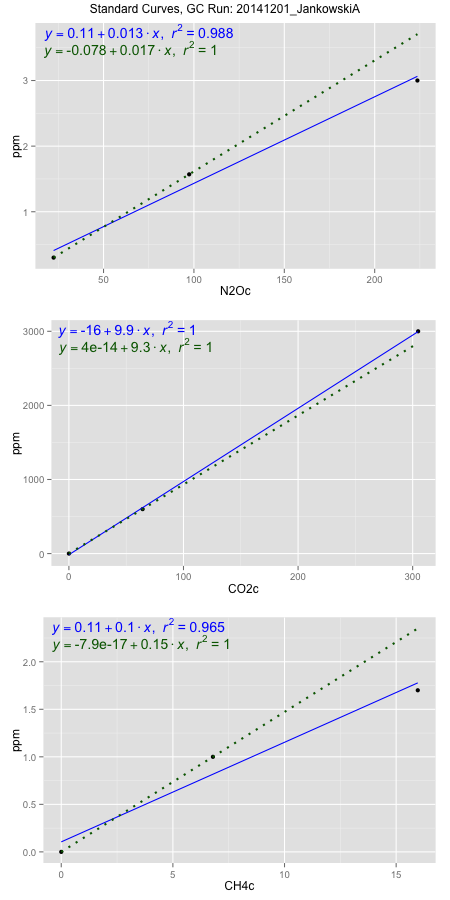 Standard Curves, GC Run: 20141201_JankowskiA
y = 0.11 + 0.013 · x, r² = 0.988
y = -0.078 + 0.017 · x, r² = 1
3
2
1
ppm
50 100 150 200
N2Oc
y = -16 + 9.9 · x, r² = 1
y = 4e-14 + 9.3 · x, r² = 1
3000
2000
1000
0
ppm
0 100 200 300
CO2c
y = 0.11 + 0.1 · x, r² = 0.965
y = -7.9e-17 + 0.15 · x, r² = 1
2.0
1.5
1.0
0.5
0.0
ppm
0 5 10 15
CH4c